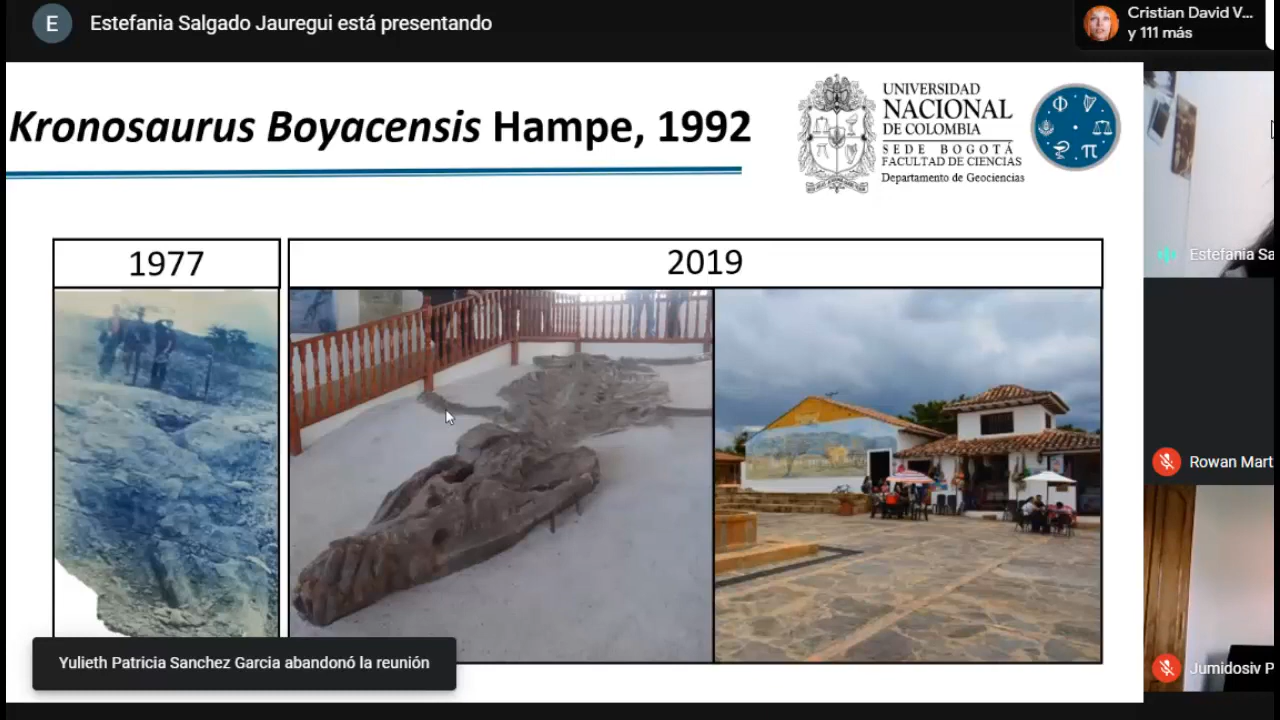 E
Estefania Salgado Jauregui está presentando
Cristian David V...
y 111 más
Kronosaurus Boyacensis Hampe, 1992
UNIVERSIDAD
NACIONAL
DE COLOMBIA
SEDE BOGOTÁ
FACULTAD DE CIENCIAS
Departamento de Geociencias
Φ
π
1977
2019
Estefania Sa
Rowan Mart
Yulieth Patricia Sanchez Garcia abandonó la reunión
Jumidosiv P